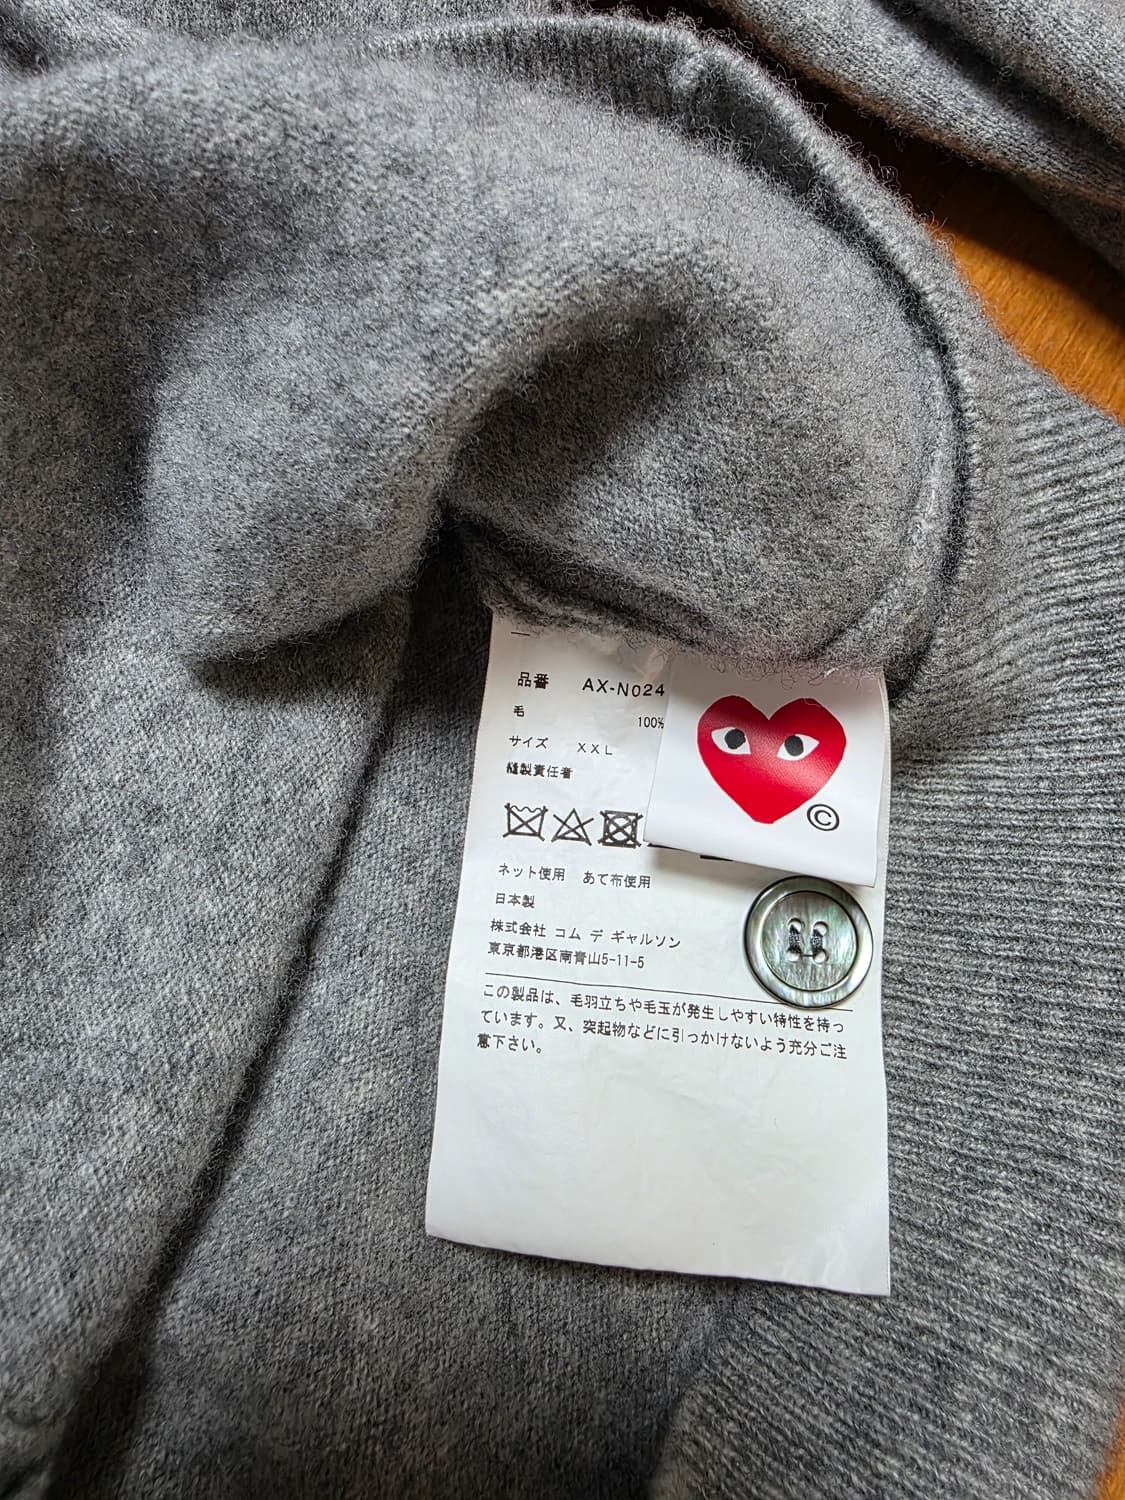 品番 AX-N024
毛 100%
サイズ XXL
縫製責任者
ネット使用 あて布使用
日本製
株式会社 コム デ ギャルソン
東京都港区南青山5-11-5
この製品は、毛羽立ちや毛玉が発生しやすい特性を持っ
ています。又、突起物などに引っかけないよう充分ご注
意下さい。
©